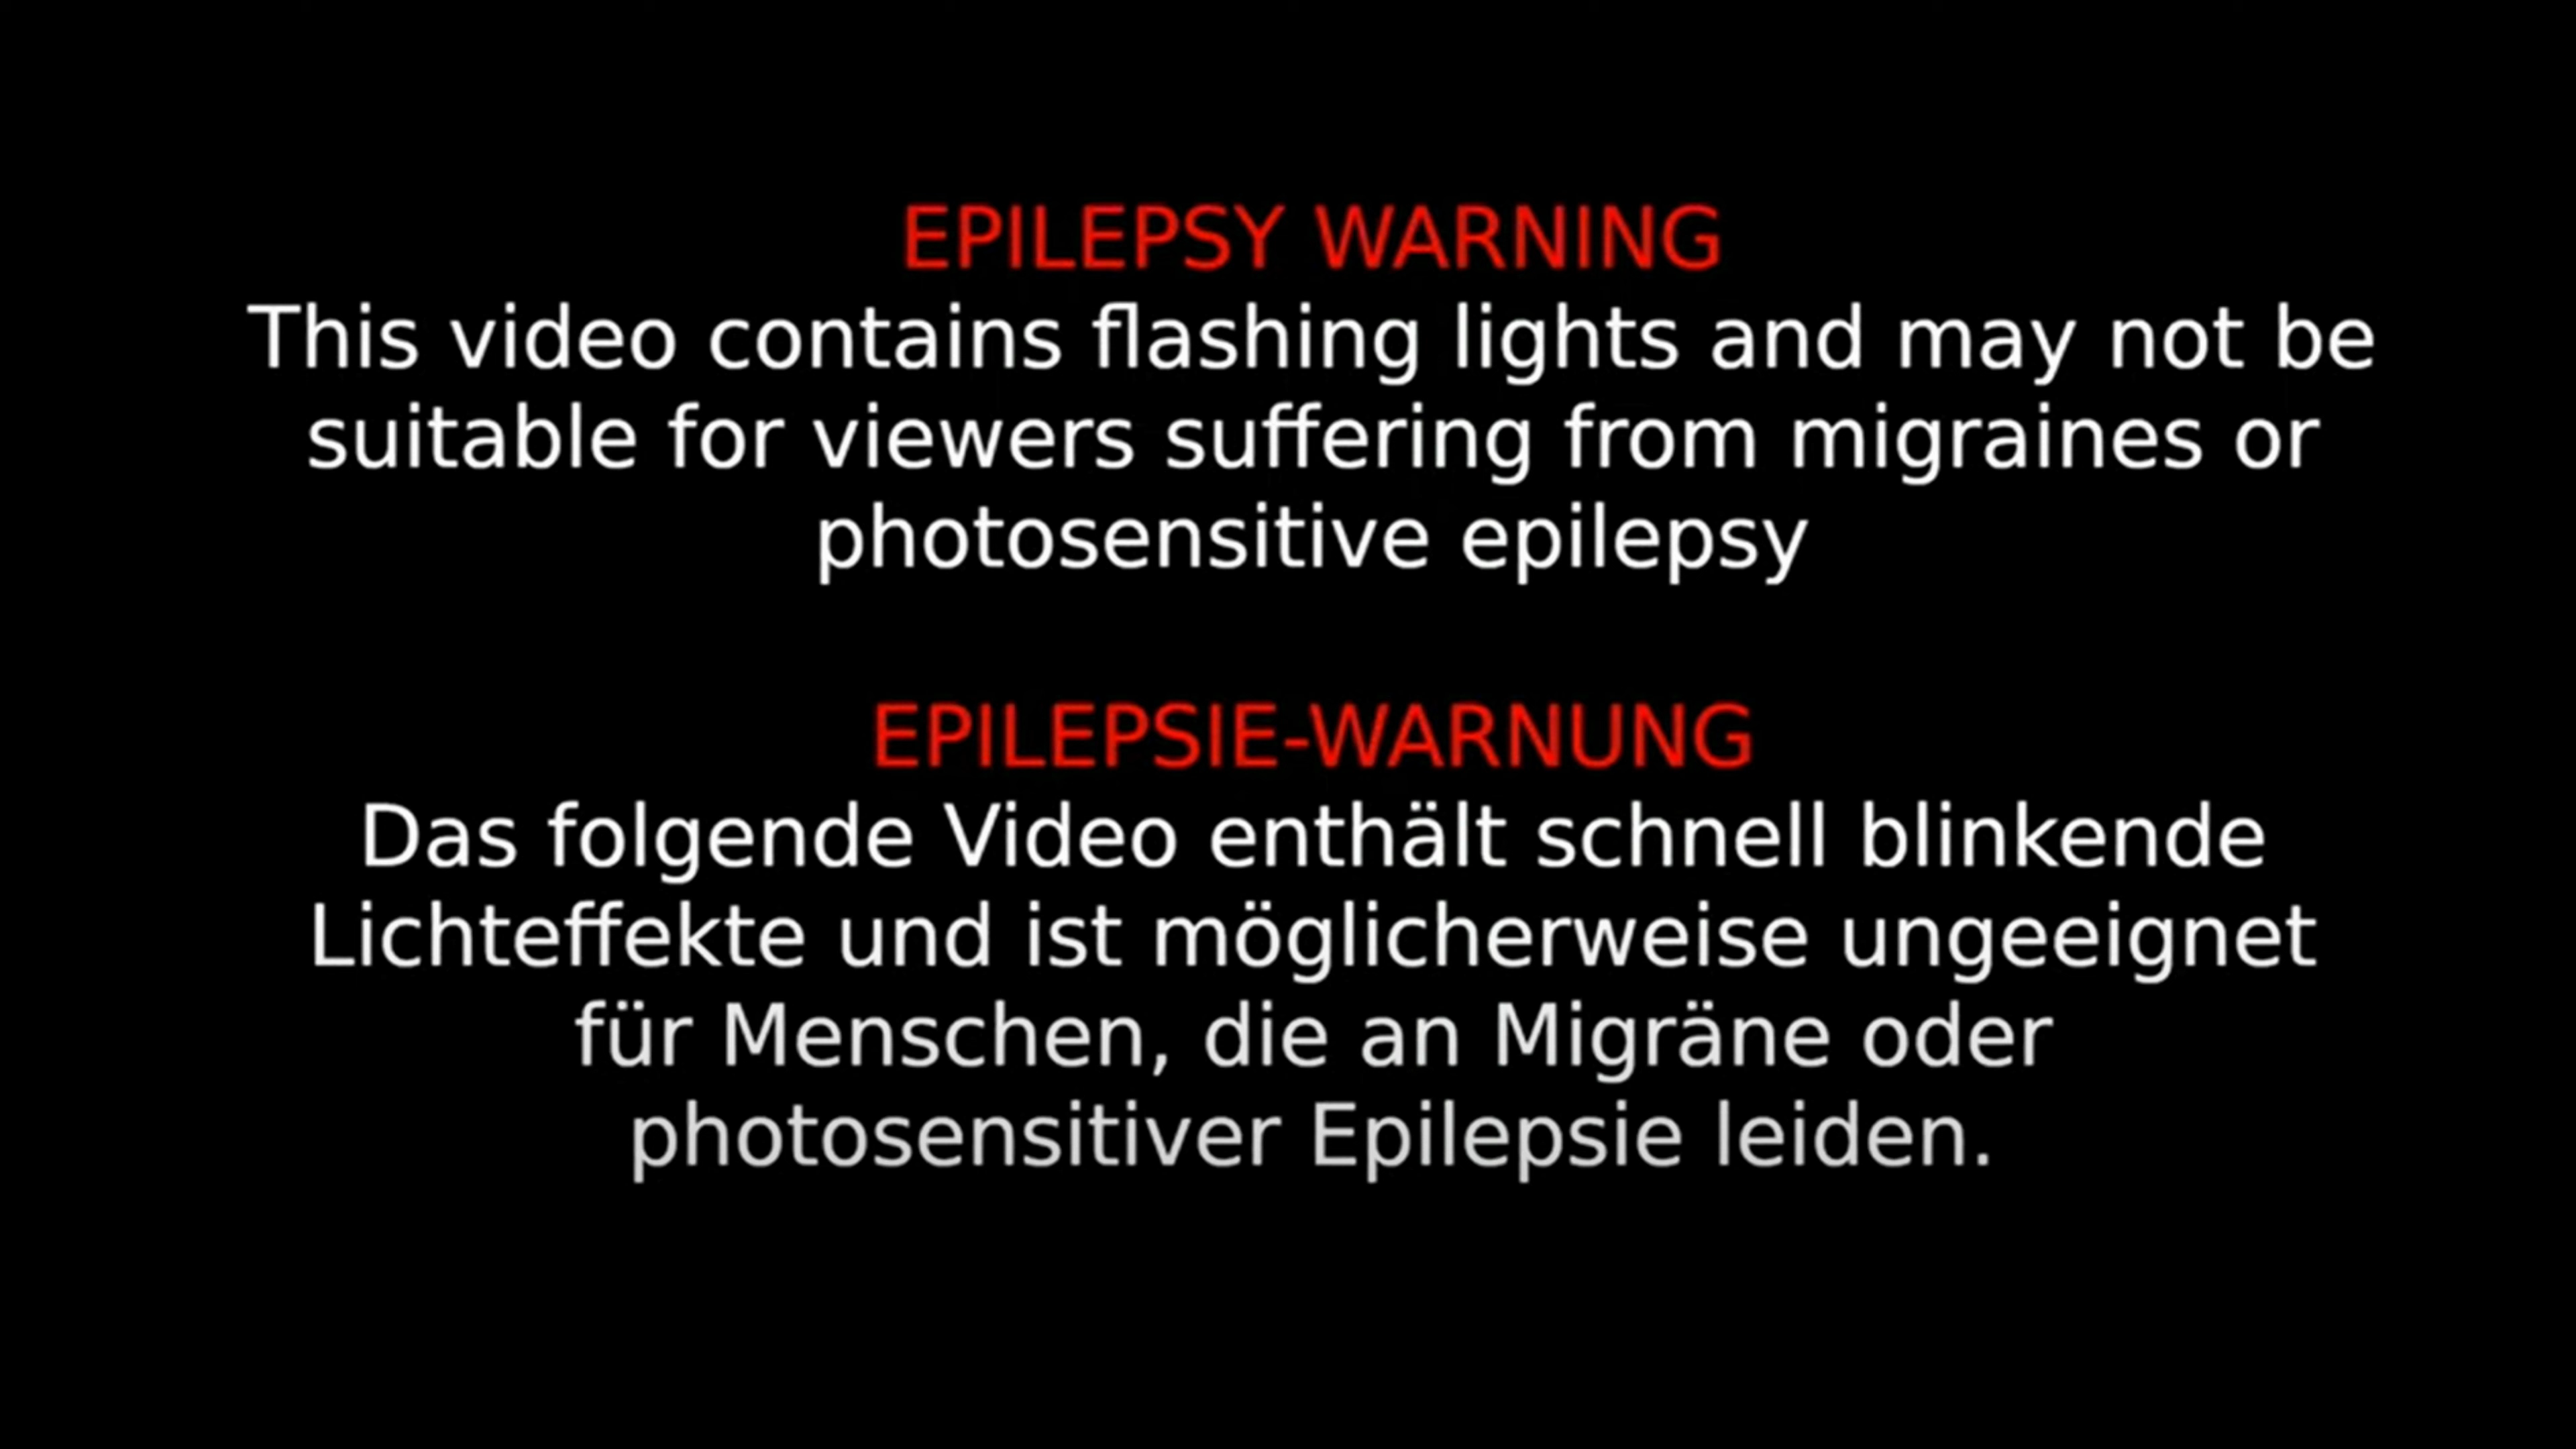 EPILEPSY WARNING
This video contains flashing lights and may not be
suitable for viewers suffering from migraines or
photosensitive epilepsy
EPILEPSIE-WARNUNG
Das folgende Video enthält schnell blinkende
Lichteffekte und ist möglicherweise ungeeignet
für Menschen, die an Migräne oder
photosensitiver Epilepsie leiden.